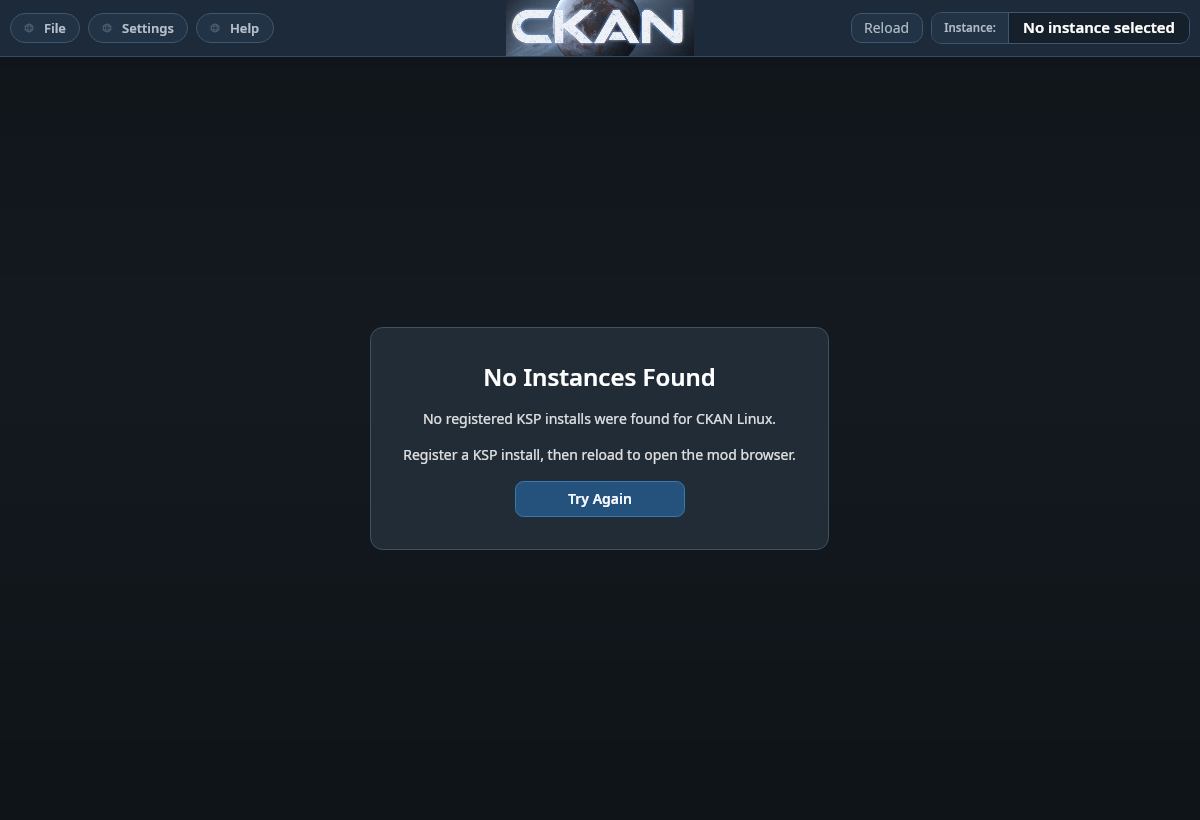 File
Settings
Help
CKAN
Reload
Instance:
No instance selected
No Instances Found
No registered KSP installs were found for CKAN Linux.
Register a KSP install, then reload to open the mod browser.
Try Again